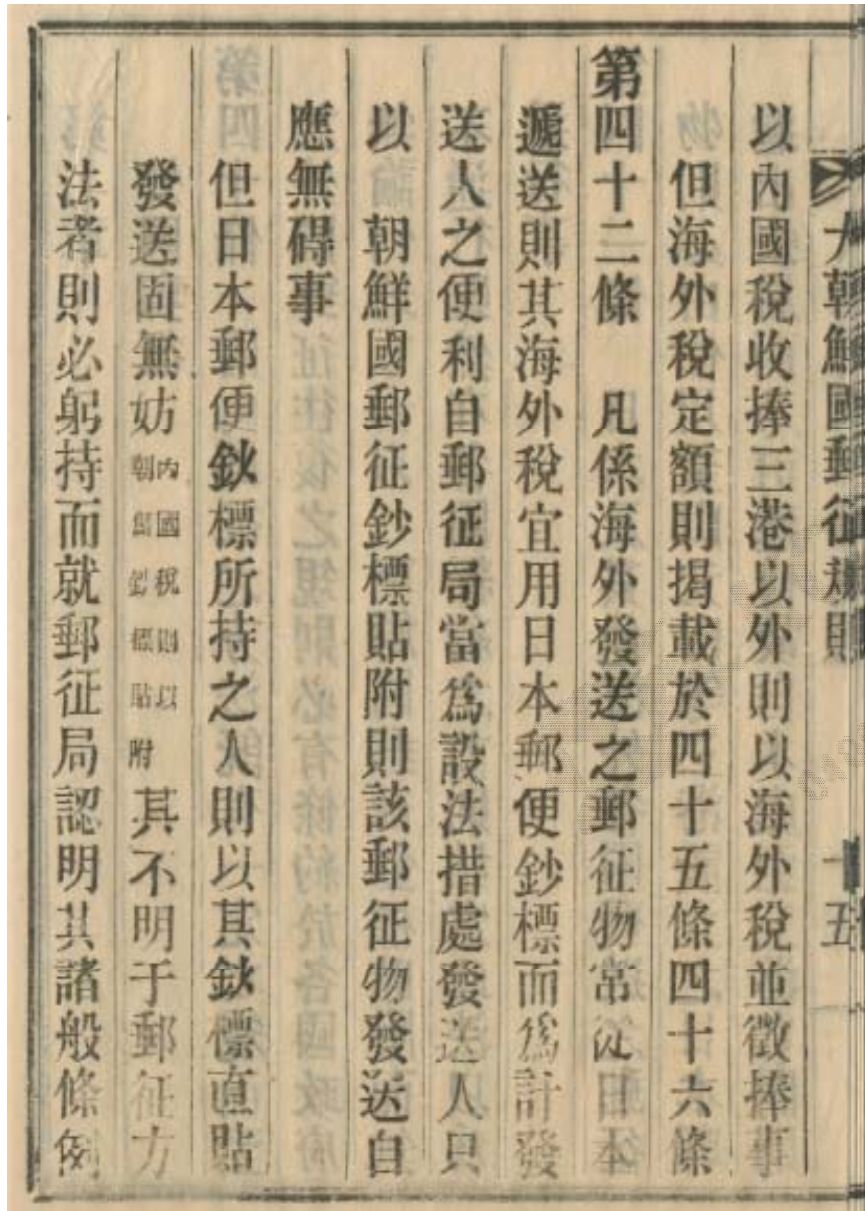 大朝鮮國郵征規則 十五
以內國稅收捧三港以外則以海外稅並徵捧事
但海外稅定額則揭載於四十五條四十六條
第四十二條 凡係海外發送之郵征物常從日本
遞送則其海外稅宜用日本郵便鈔標而爲計發
送人之便利自郵征局當爲設法措處發送人只
以 朝鮮國郵征鈔標貼附則該郵征物發送自
應無碍事
但日本郵便鈔標所持之人則以其鈔標直貼
發送固無妨內國稅則以朝鮮鈔標貼附其不明于郵征方
法者則必躬持而就郵征局認明其諸般條例